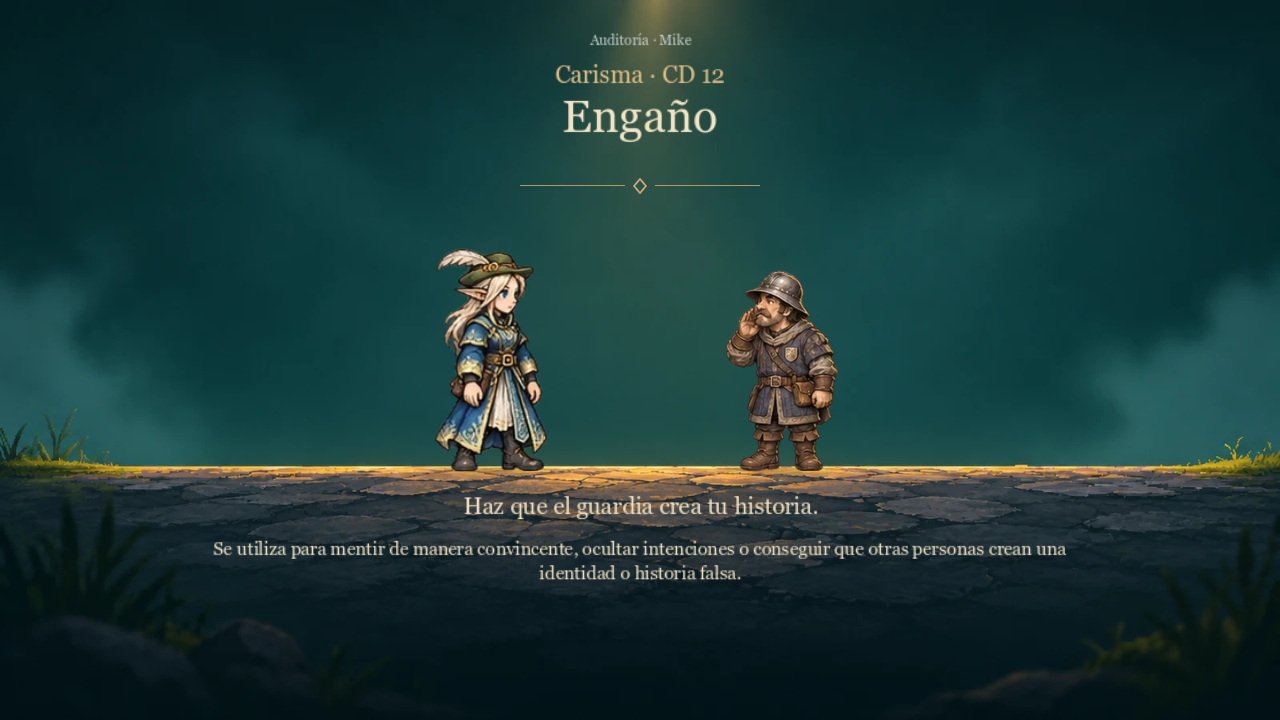 Auditoría · Mike
Carisma · CD 12
Engaño
Haz que el guardia crea tu historia.
Se utiliza para mentir de manera convincente, ocultar intenciones o conseguir que otras personas crean una
identidad o historia falsa.